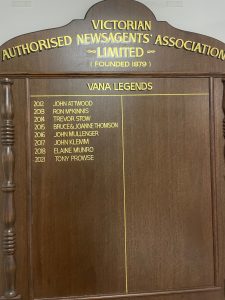 VICTORIAN
AUTHORISED NEWSAGENTS' ASSOCIATION
LIMITED
( FOUNDED 1879 )
VANA LEGENDS
2012 JOHN ATTWOOD
2013 RON McKINNIS
2014 TREVOR STOW
2015 BRUCE & JOANNE THOMSON
2016 JOHN MULLENGER
2017 JOHN KLEMM
2018 ELAINE MUNRO
2021 TONY PROWSE